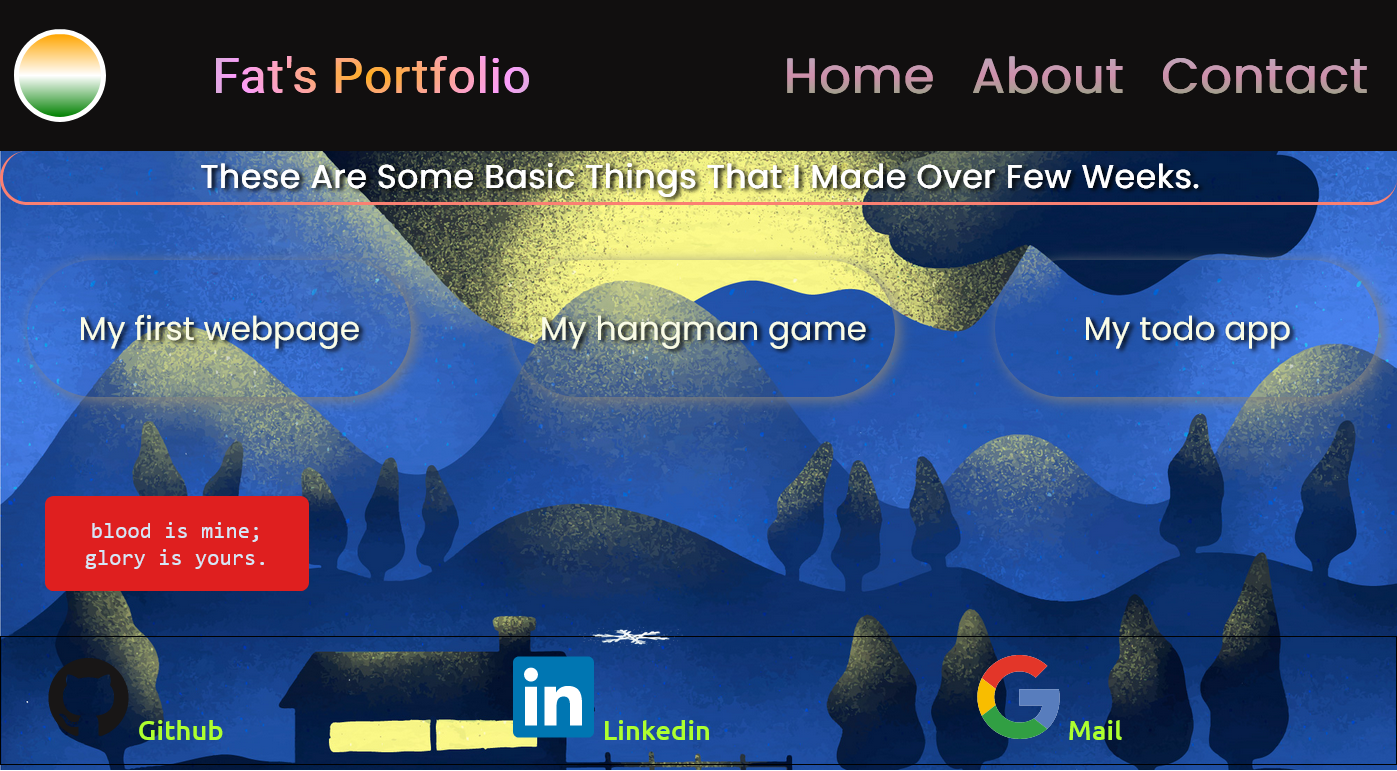 Fat's Portfolio
Home About Contact
These Are Some Basic Things That I Made Over Few Weeks.
My first webpage
My hangman game
My todo app
blood is mine;
glory is yours.
Github
in
Linkedin
G
Mail